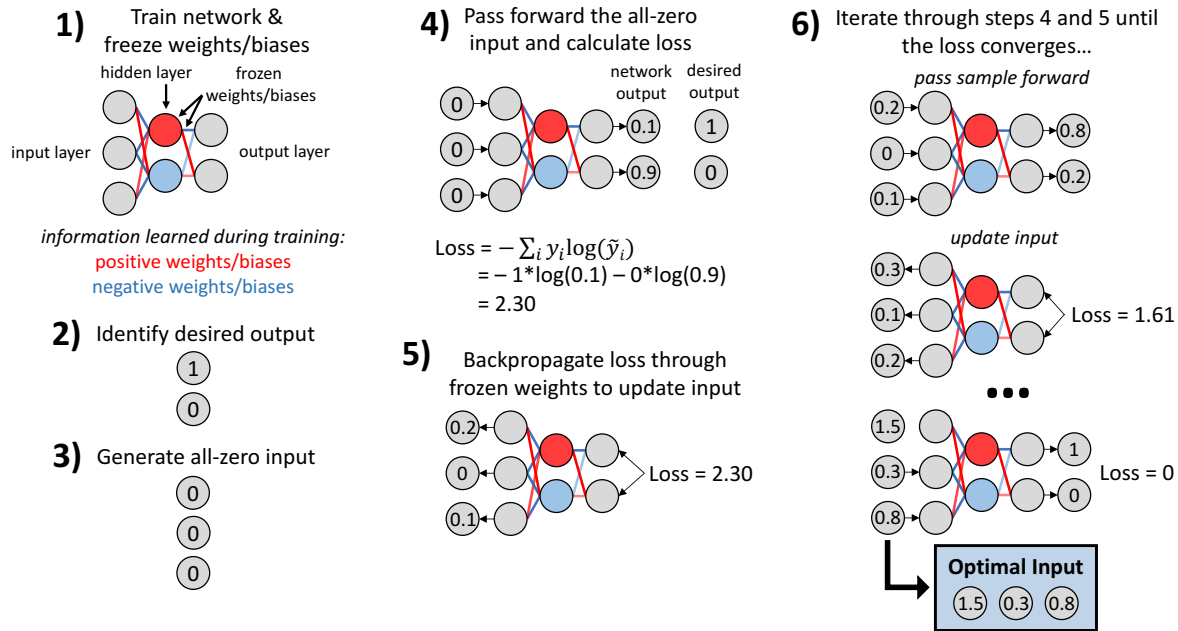 1) Train network &
freeze weights/biases
hidden layer
frozen
weights/biases
input layer
output layer
information learned during training:
positive weights/biases
negative weights/biases
2) Identify desired output
1
0
3) Generate all-zero input
0
0
0
4) Pass forward the all-zero
input and calculate loss
network
output
desired
output
0
0
0
0.1
0.9
1
0
Loss = − ∑ᵢ yᵢlog(ỹᵢ)
= − 1*log(0.1) − 0*log(0.9)
= 2.30
5) Backpropagate loss through
frozen weights to update input
0.2
0
0.1
Loss = 2.30
6) Iterate through steps 4 and 5 until
the loss converges...
pass sample forward
0.2
0
0.1
0.8
0.2
update input
0.3
0.1
0.2
Loss = 1.61
•••
1.5
0.3
0.8
1
0
Loss = 0
Optimal Input
1.5 0.3 0.8